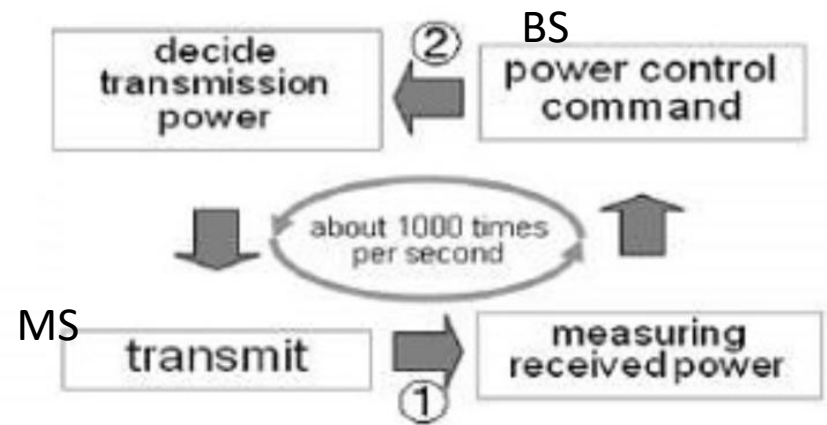 BS
decide
transmission
power
②
power control
command
about 1000 times
per second
MS
transmit
①
measuring
received power